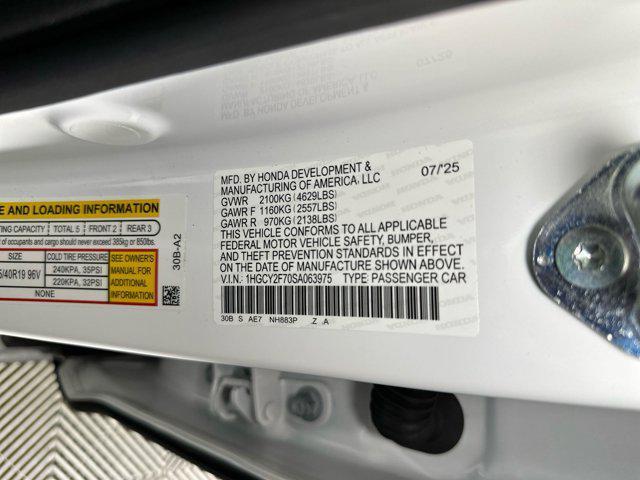 E AND LOADING INFORMATION
TING CAPACITY TOTAL 5 FRONT 2 REAR 3
of occupants and cargo should never exceed 385kg or 850lbs.
COLD TIRE PRESSURE
5/40R19 96V
240KPA, 35PSI
220KPA, 32PSI
NONE
SEE OWNER'S
MANUAL FOR
ADDITIONAL
INFORMATION
30B-A2
MFD. BY HONDA DEVELOPMENT &
MANUFACTURING OF AMERICA, LLC
07/25
GVWR 2100KG(4629LBS)
GAWR F 1160KG(2557LBS)
GAWR R 970KG(2138LBS)
THIS VEHICLE CONFORMS TO ALL APPLICABLE
FEDERAL MOTOR VEHICLE SAFETY, BUMPER,
AND THEFT PREVENTION STANDARDS IN EFFECT
ON THE DATE OF MANUFACTURE SHOWN ABOVE.
V.I.N.: 1HGCY2F70SA063975 TYPE PASSENGER CAR
30B S AE7 NH883P Z A